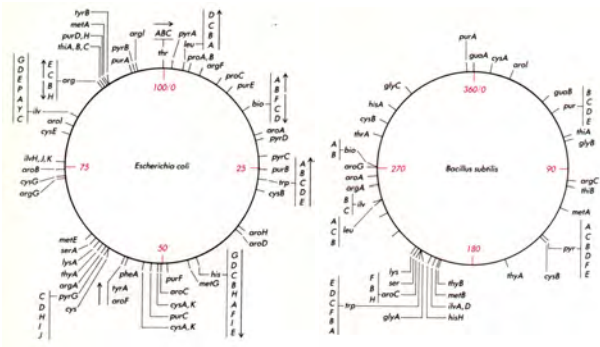 tyrB
metA
purD, H
thiA, B, C
argI
pyrB
purA
ABC
thr
pyrA
leu
D
C
B
A
proA, B
argF
proC
purE
bio
A
B
F
C
D
aroA
pyrD
pyrC
purB
trp
A
B
C
D
E
cysB
aroH
aroD
his
G
D
C
B
H
A
F
I
E
metG
purF
aroC
cysA, K
purC
cysA, K
pheA
tyrA
aroF
metE
serA
lysA
thyA
argA
pyrG
cys
C
D
H
I
J
argG
cysG
aroB
ilvH, J, K
cysE
aroI
ilv
G
D
E
P
A
Y
C
arg
E
C
B
H
100/0
25
50
75
Escherichia coli
purA
guaA
cysA
aroI
guaB
pur
B
C
D
E
thiA
glyB
argC
thiB
metA
pyr
A
C
B
D
F
E
cysB
thyA
thyB
metB
ilvA, D
hisH
glyA
lys
ser
aroC
F
B
H
trp
E
D
C
F
B
A
leu
A
C
B
ilv
B
C
argA
aroA
aroG
bio
A
B
thrA
cysB
hisA
glyC
360/0
90
180
270
Bacillus subtilis